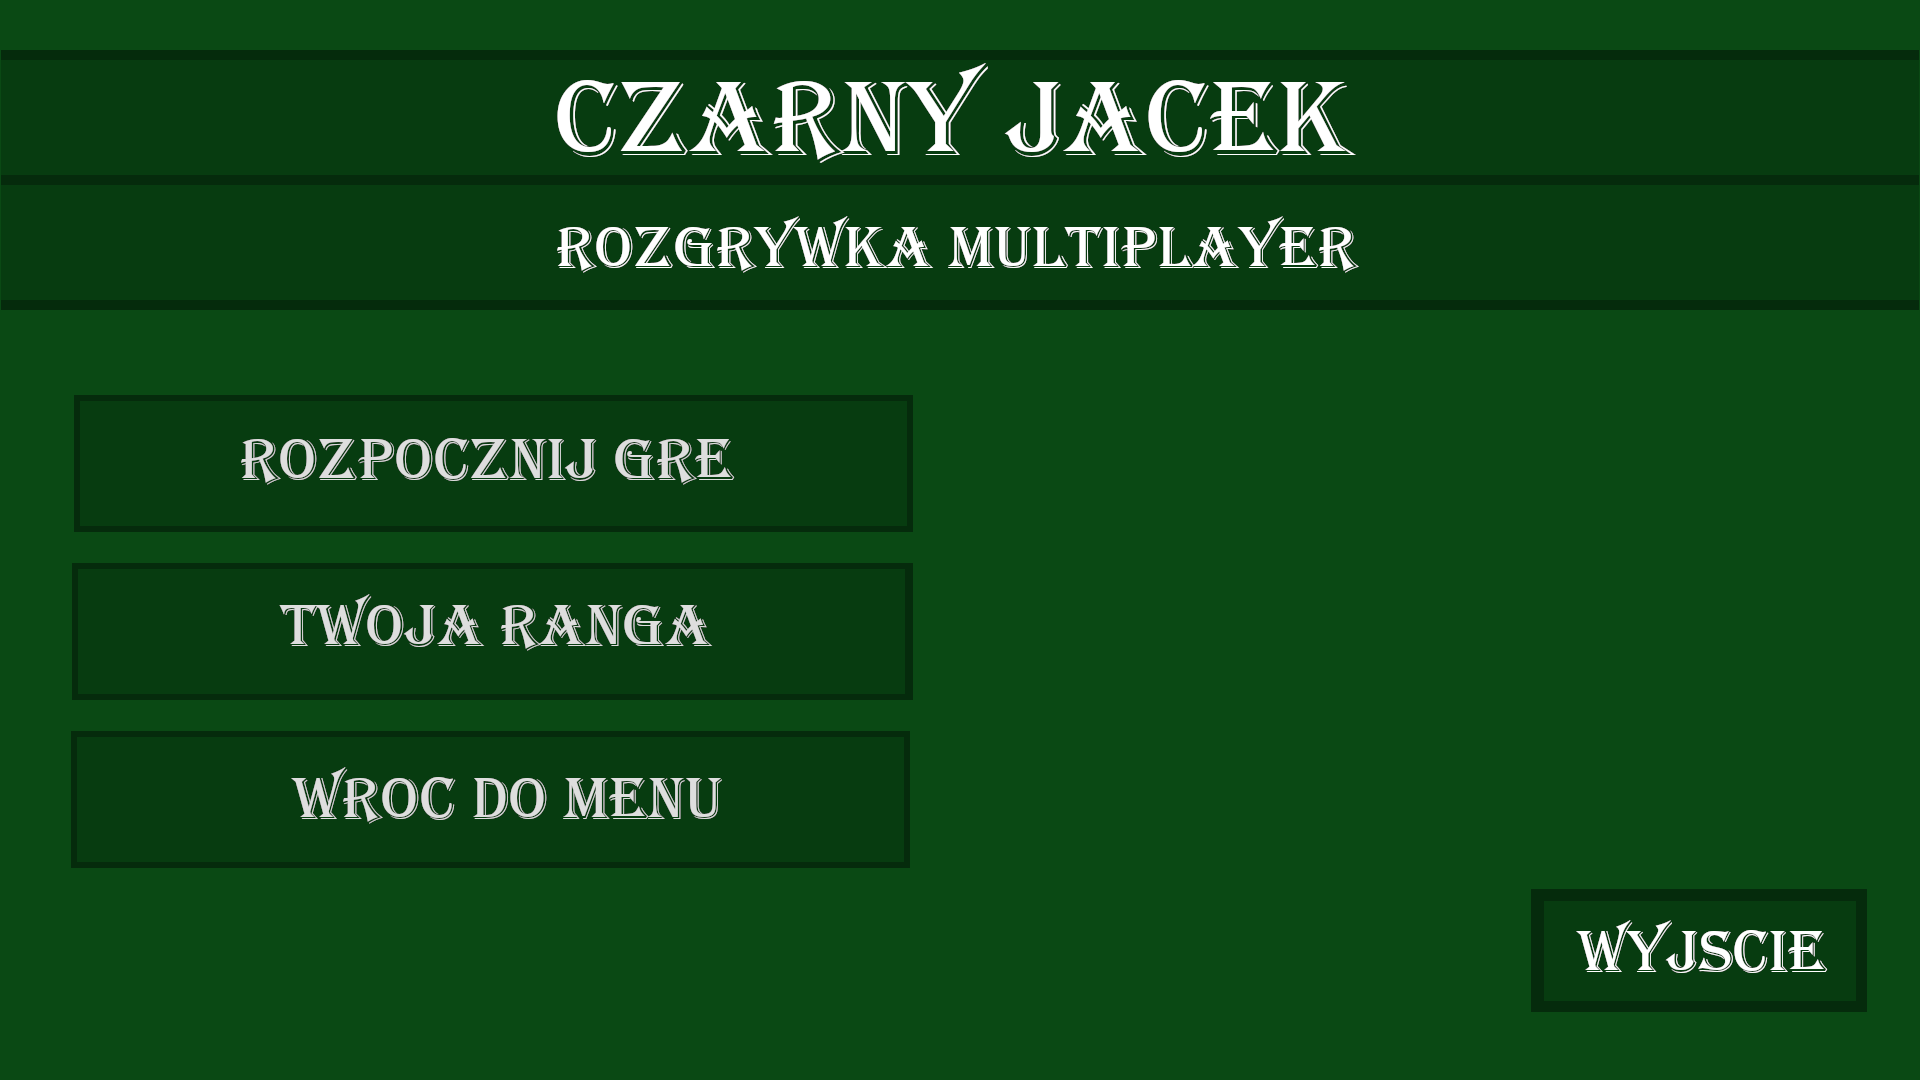 CZARNY JACEK
ROZGRYWKA MULTIPLAYER
ROZPOCZNIJ GRE
TWOJA RANGA
WROC DO MENU
WYJSCIE